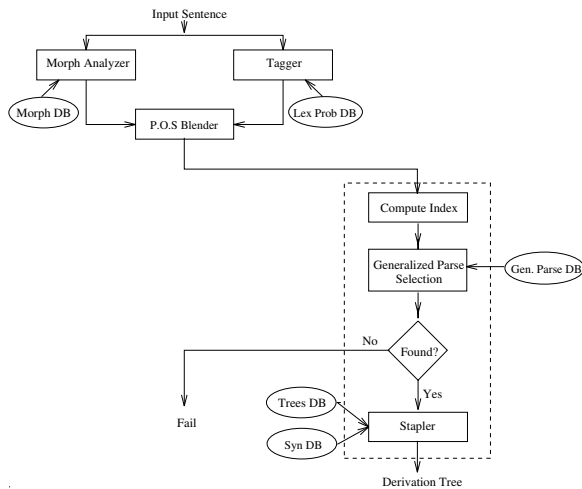 Input Sentence
Morph Analyzer
Tagger
Morph DB
Lex Prob DB
P.O.S Blender
Compute Index
Generalized Parse
Selection
Gen. Parse DB
No
Found?
Yes
Trees DB
Fail
Stapler
Syn DB
Derivation Tree